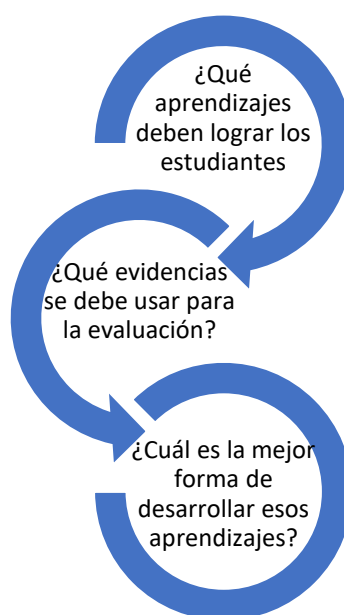 ¿Qué
aprendizajes
deben lograr los
estudiantes
¿Qué evidencias
se debe usar para
la evaluación?
¿Cuál es la mejor
forma de
desarrollar esos
aprendizajes?